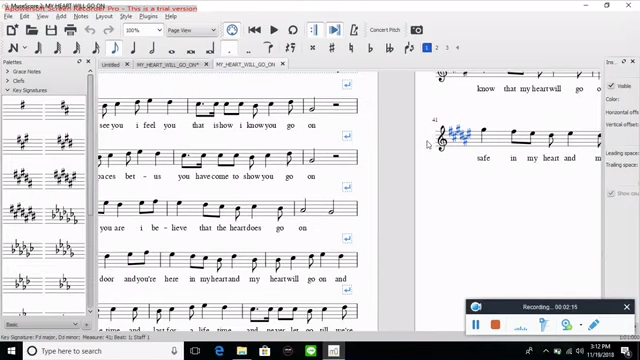 MuseScore 2: MY HEART WILL GO ON
Apowersoft Screen Recorder Pro - This is a trial version
File Edit View Add Notes Layout Style Plugins Help
100% Page View Concert Pitch
1 2 3 4
Palettes
Untitled MY_HEART_WILL_GO_ON* MY_HEART_WILL_GO_ON
Grace Notes
Clefs
Key Signatures
see you i feel you that is how i know you go on
paces bet - us you have come to show you go on
you are i be - lieve that the heart does go on
door and you're here in my heart and my heart will go on and
time and last for a life time and never let go till we're
know that my heart will go o
41
safe in my heart and m
Ins
Visible
Color:
Horizontal offset:
Vertical offset:
Leading space:
Trailing space:
Show cou
Recording... 00:02:15
Basic
Key Signature: F♯ major, D♯ minor; Measure: 41; Beat: 1; Staff 1
Type here to search
3:12 PM
11/19/2018